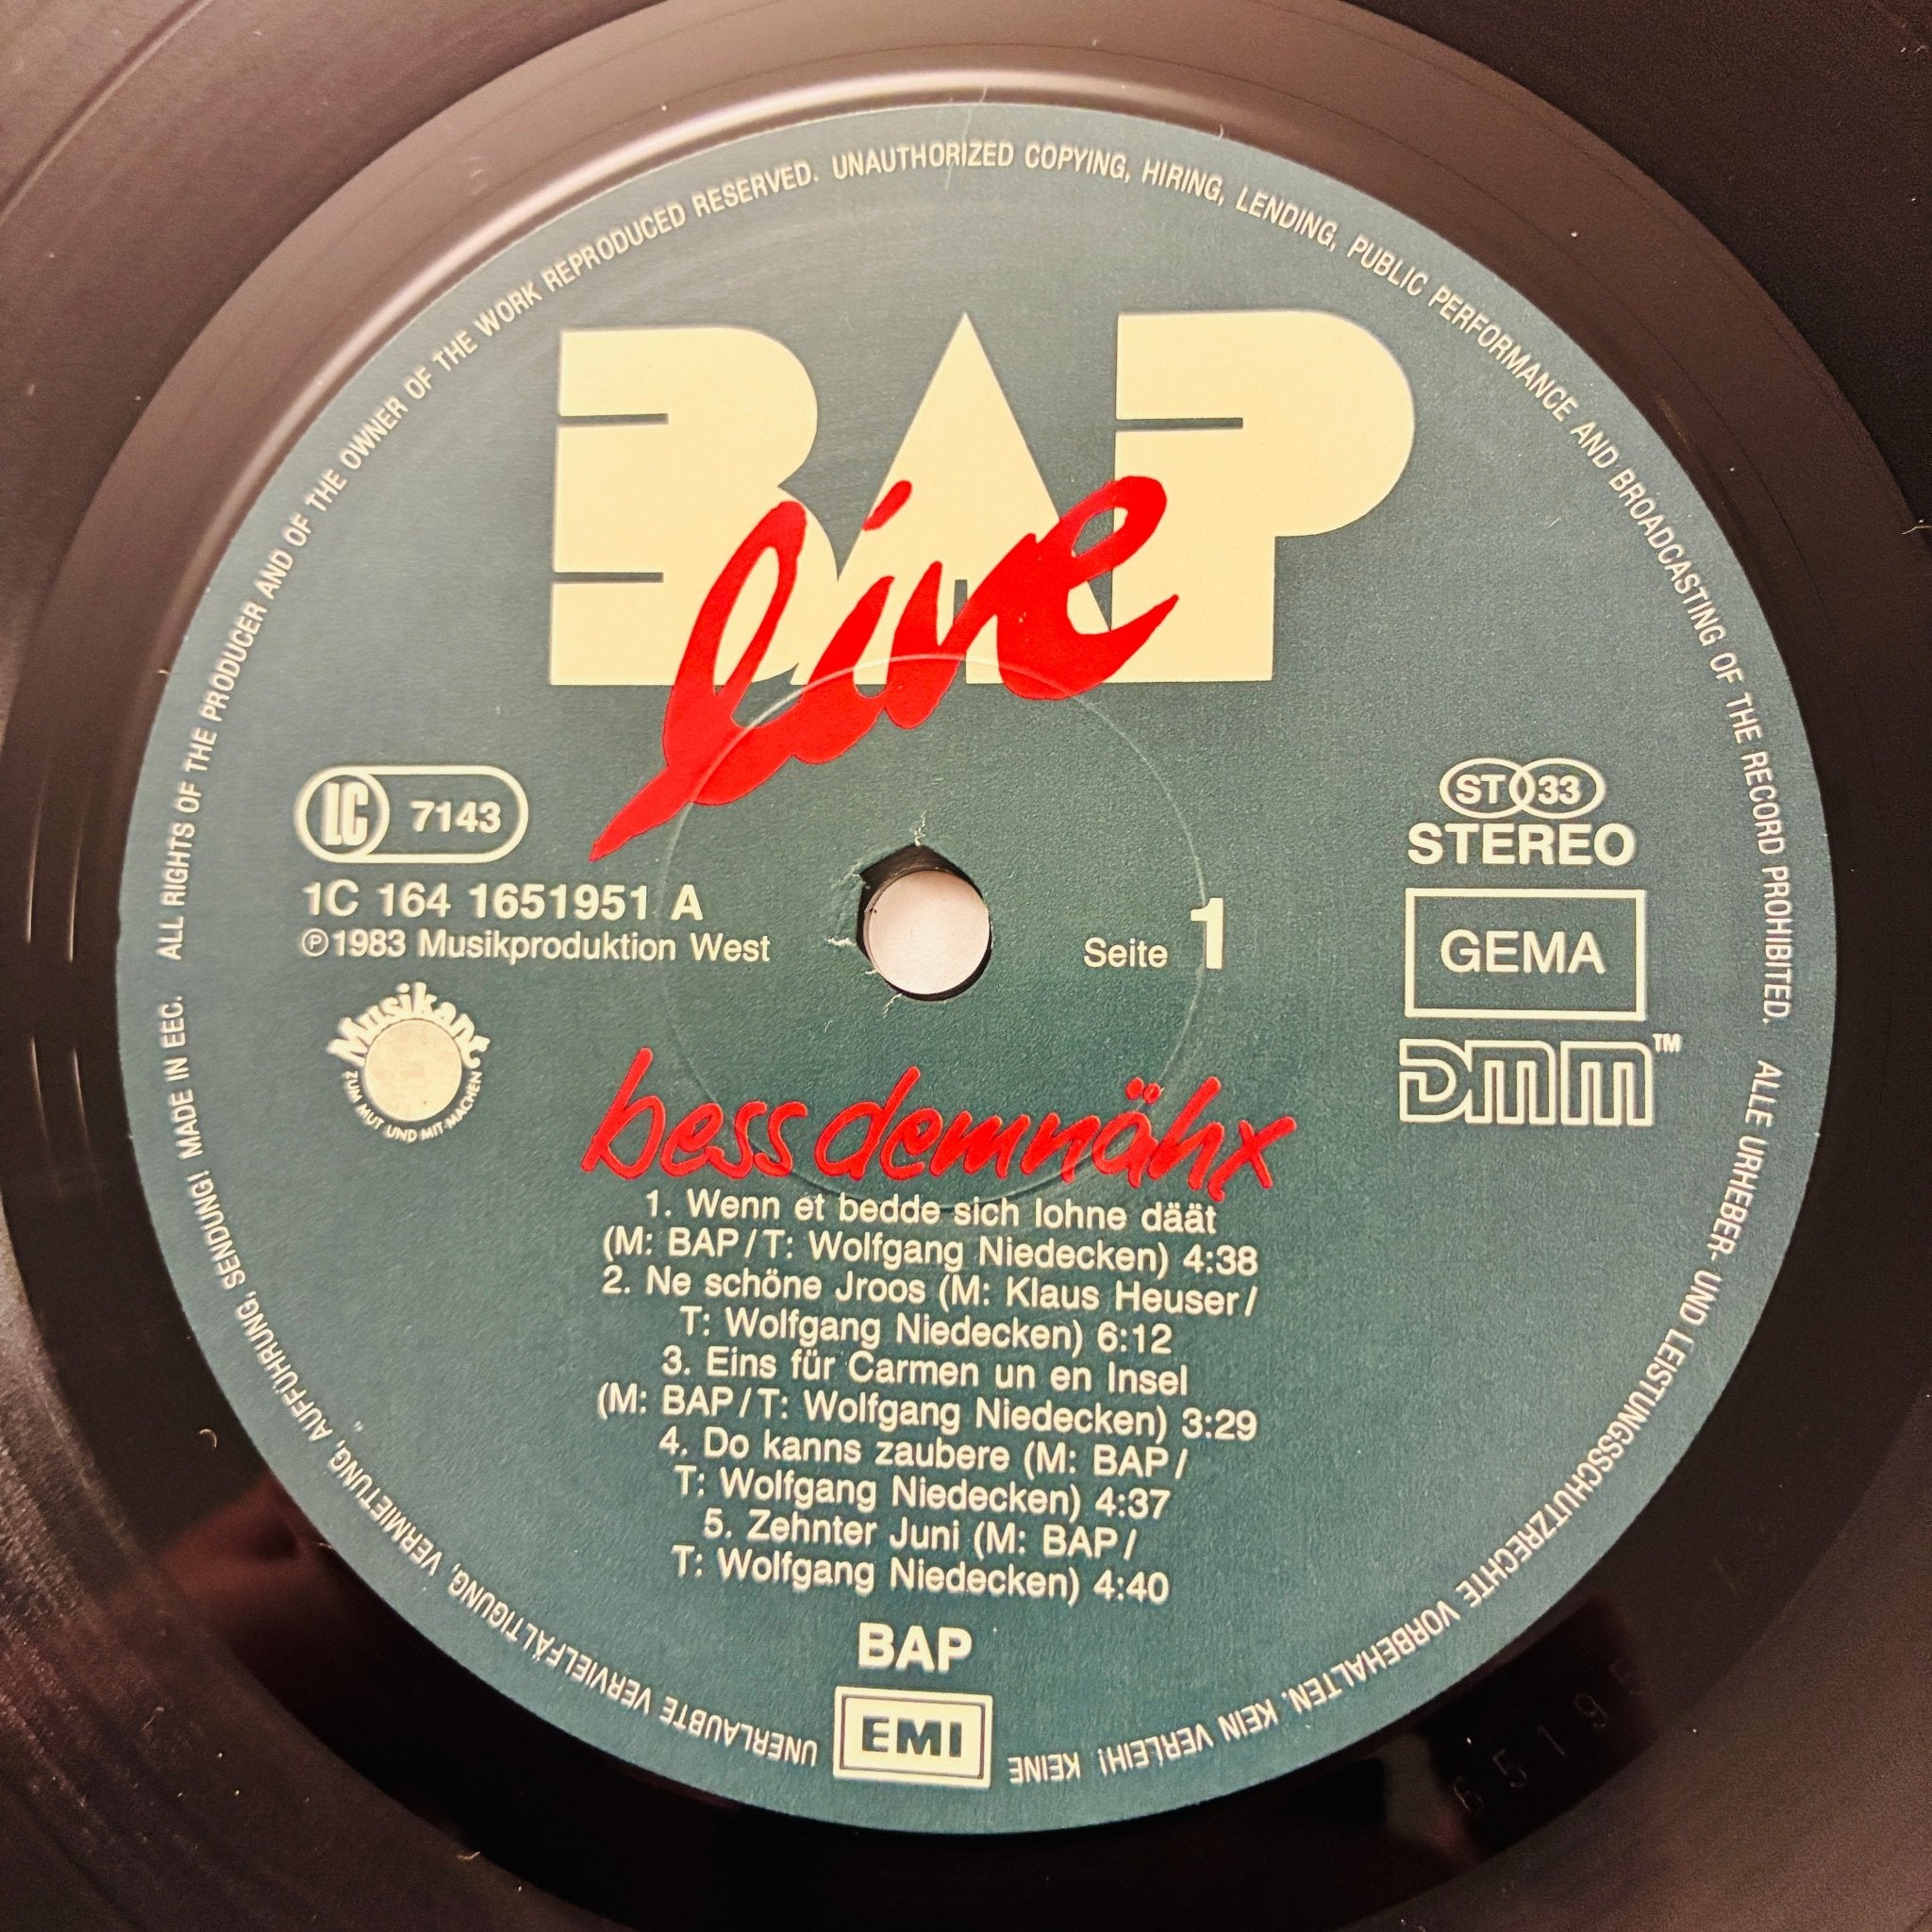 ALL RIGHTS OF THE PRODUCER AND OF THE OWNER OF THE WORK REPRODUCED RESERVED. UNAUTHORIZED COPYING, HIRING, LENDING, PUBLIC PERFORMANCE AND BROADCASTING OF THE RECORD PROHIBITED.
BAP
live
LC 7143
1C 164 1651951 A
℗1983 Musikproduktion West
Musikant
ZUM MUT UND MIT-MACHEN
Seite 1
ST 33
STEREO
GEMA
DMM™
bess demnähx
1. Wenn et bedde sich lohne däät
(M: BAP/T: Wolfgang Niedecken) 4:38
2. Ne schöne Jroos (M: Klaus Heuser/
T: Wolfgang Niedecken) 6:12
3. Eins für Carmen un en Insel
(M: BAP/T: Wolfgang Niedecken) 3:29
4. Do kanns zaubere (M: BAP/
T: Wolfgang Niedecken) 4:37
5. Zehnter Juni (M: BAP/
T: Wolfgang Niedecken) 4:40
BAP
EMI
ALLE URHEBER- UND LEISTUNGSSCHUTZRECHTE VORBEHALTEN. KEIN VERLEIH! KEINE UNERLAUBTE VERVIELFÄLTIGUNG, VERMIETUNG, AUFFÜHRUNG, SENDUNG! MADE IN EEC.